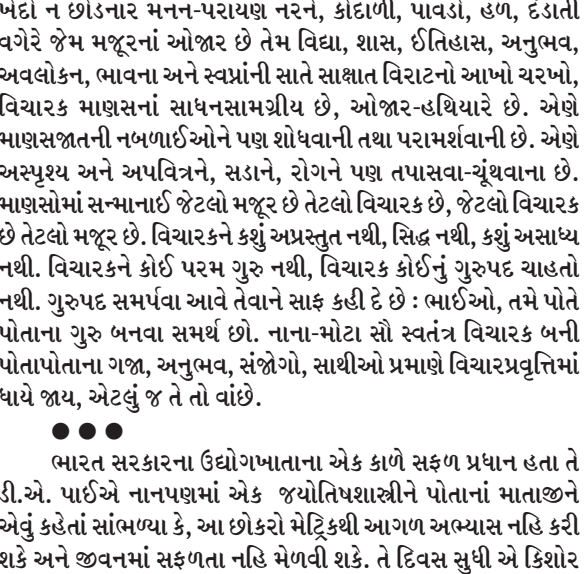 ખેદો ન છોડનાર મનન-પરાયણ નરને, કોદાળી, પાવડો, હળ, દંડાતી
વગેરે જેમ મજૂરનાં ઓજાર છે તેમ વિદ્યા, શાસ, ઈતિહાસ, અનુભવ,
અવલોકન, ભાવના અને સ્વપ્નાંની સાતે સાક્ષાત વિરાટનો આખો ચરખો,
વિચારક માણસનાં સાધનસામગ્રીય છે, ઓજાર-હથિયારે છે. એણે
માણસજાતની નબળાઈઓને પણ શોધવાની તથા પરામર્શવાની છે. એણે
અસ્પૃશ્ય અને અપવિત્રને, સડાને, રોગને પણ તપાસવા-ચૂંથવાના છે.
માણસોમાં સન્માનાઈ જેટલો મજૂર છે તેટલો વિચારક છે, જેટલો વિચારક
છે તેટલો મજૂર છે. વિચારકને કશું અપ્રસ્તુત નથી, સિદ્ધ નથી, કશું અસાધ્ય
નથી. વિચારકને કોઈ પરમ ગુરુ નથી, વિચારક કોઈનું ગુરુપદ ચાહતો
નથી. ગુરુપદ સમર્પવા આવે તેવાને સાફ કહી દે છે : ભાઈઓ, તમે પોતે
પોતાના ગુરુ બનવા સમર્થ છો. નાના-મોટા સૌ સ્વતંત્ર વિચારક બની
પોતાપોતાના ગજા, અનુભવ, સંજોગો, સાથીઓ પ્રમાણે વિચારપ્રવૃત્તિમાં
ધાયે જાય, એટલું જ તે તો વાંછે.
●●●
ભારત સરકારના ઉદ્યોગખાતાના એક કાળે સફળ પ્રધાન હતા તે
ડી.એ. પાઈએ નાનપણમાં એક જયોતિષશાસ્ત્રીને પોતાનાં માતાજીને
એવું કહેતાં સાંભળ્યા કે, આ છોકરો મેટ્રિકથી આગળ અભ્યાસ નહિ કરી
શકે અને જીવનમાં સફળતા નહિ મેળવી શકે. તે દિવસ સુધી એ કિશોર